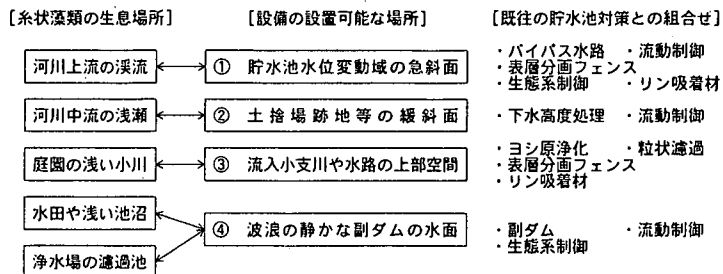 [糸状藻類の生息場所] [設備の設置可能な場所] [既往の貯水池対策との組合せ]
河川上流の渓流
① 貯水池水位変動域の急斜面
・バイパス水路 ・流動制御
・表層分画フェンス
・生態系制御 ・リン吸着材
河川中流の浅瀬
② 土捨場跡地等の緩斜面
・下水高度処理 ・流動制御
庭園の浅い小川
③ 流入小支川や水路の上部空間
・ヨシ原浄化 ・粒状濾過
・表層分画フェンス
・リン吸着材
水田や浅い池沼
④ 波浪の静かな副ダムの水面
・副ダム ・流動制御
・生態系制御
浄水場の濾過池